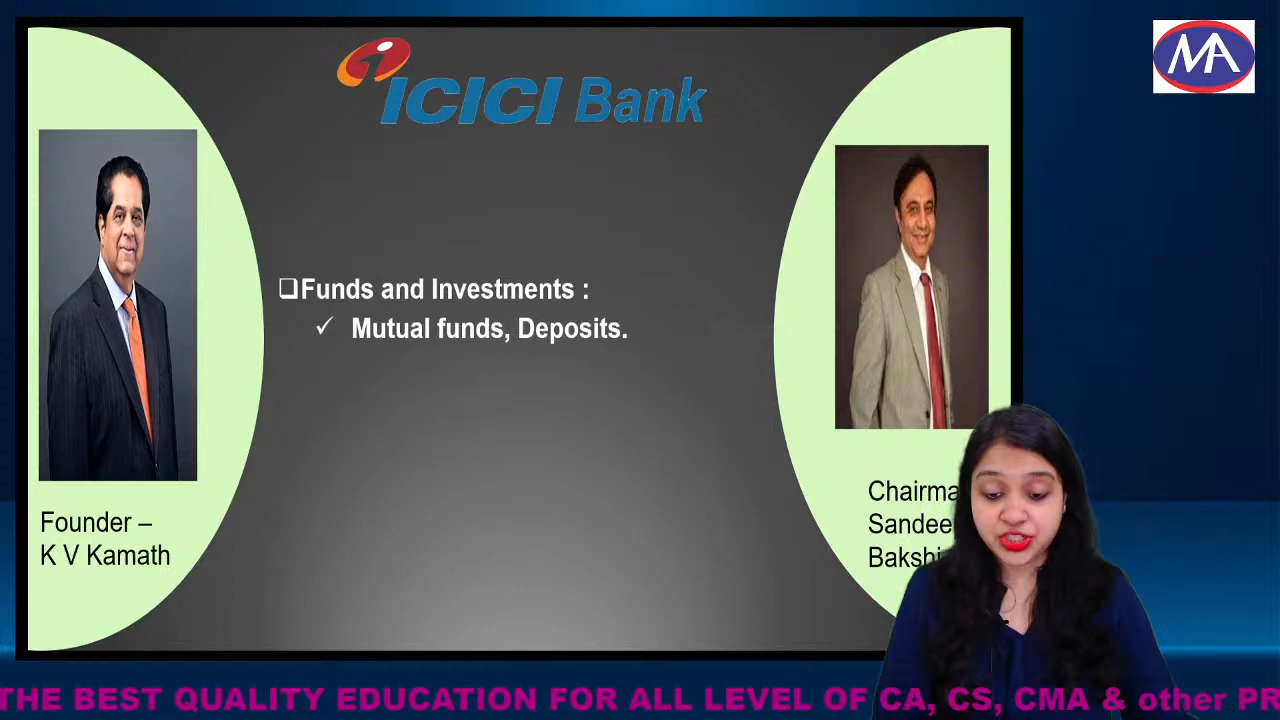 ICICI Bank
MA
Funds and Investments :
Mutual funds, Deposits.
Founder –
K V Kamath
Chairma
Sandee
Bakshi
THE BEST QUALITY EDUCATION FOR ALL LEVEL OF CA, CS, CMA & other PR